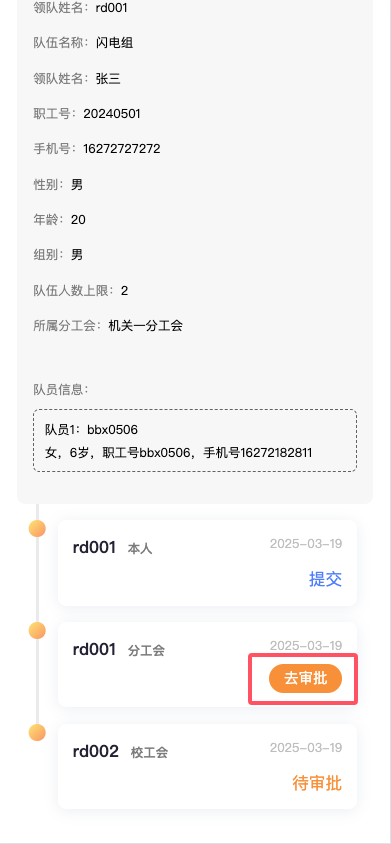 领队姓名：rd001
队伍名称：闪电组
领队姓名：张三
职工号：20240501
手机号：16272727272
性别：男
年龄：20
组别：男
队伍人数上限：2
所属分工会：机关一分工会
队员信息：
队员1：bbx0506
女，6岁，职工号bbx0506，手机号16272182811
rd001 本人 2025-03-19
提交
rd001 分工会 2025-03-19
去审批
rd002 校工会 2025-03-19
待审批